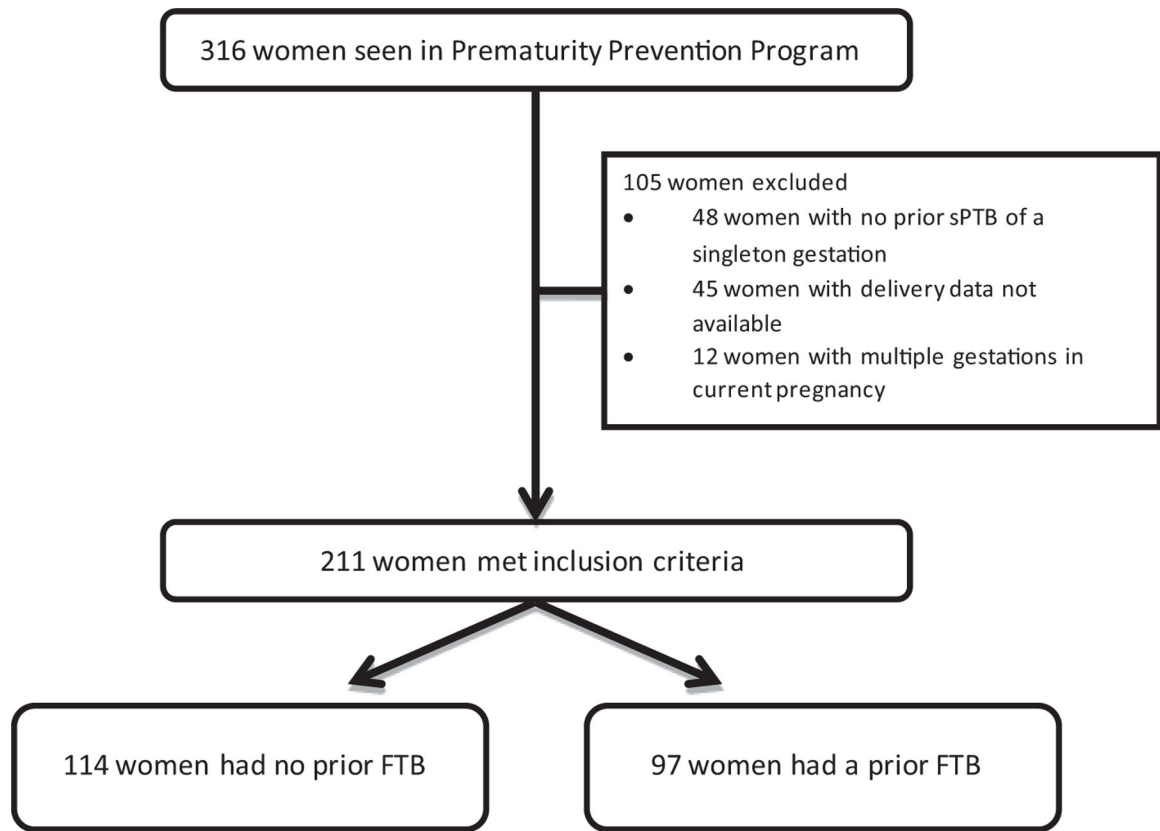 316 women seen in Prematurity Prevention Program
105 women excluded
• 48 women with no prior sPTB of a
singleton gestation
• 45 women with delivery data not
available
• 12 women with multiple gestations in
current pregnancy
211 women met inclusion criteria
114 women had no prior FTB
97 women had a prior FTB